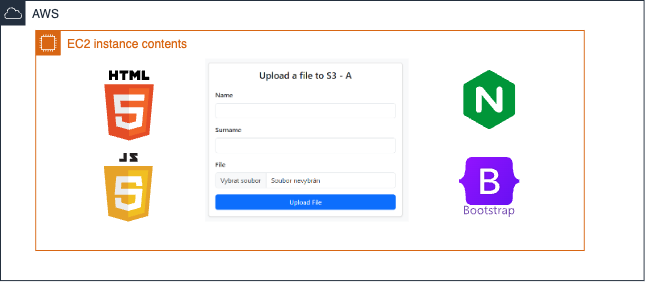 AWS
EC2 instance contents
HTML
5
JS
5
Upload a file to S3 - A
Name
Surname
File
Vybrat soubor Soubor nevybrán
Upload File
N
B
Bootstrap